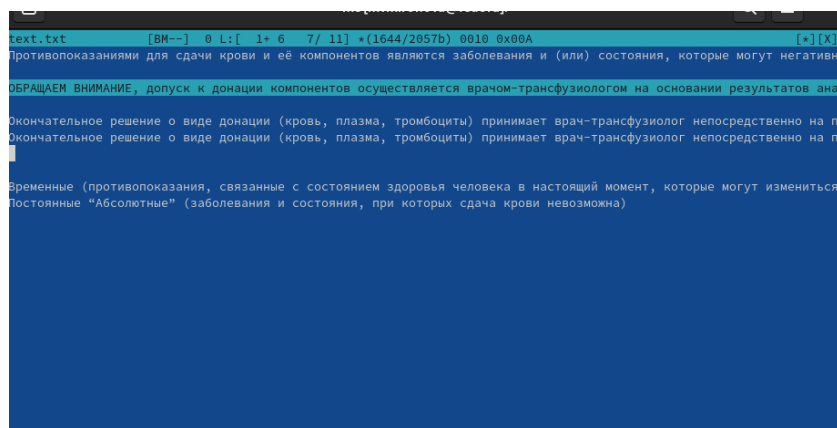 text.txt [BM--] 0 L:[ 1+ 6 7/ 11] *(1644/2057b) 0010 0x00A [*][X]
Противопоказаниями для сдачи крови и её компонентов являются заболевания и (или) состояния, которые могут негативн
ОБРАЩАЕМ ВНИМАНИЕ, допуск к донации компонентов осуществляется врачом-трансфузиологом на основании результатов ана
Окончательное решение о виде донации (кровь, плазма, тромбоциты) принимает врач-трансфузиолог непосредственно на п
Окончательное решение о виде донации (кровь, плазма, тромбоциты) принимает врач-трансфузиолог непосредственно на п
Временные (противопоказания, связанные с состоянием здоровья человека в настоящий момент, которые могут измениться
Постоянные “Абсолютные” (заболевания и состояния, при которых сдача крови невозможна)